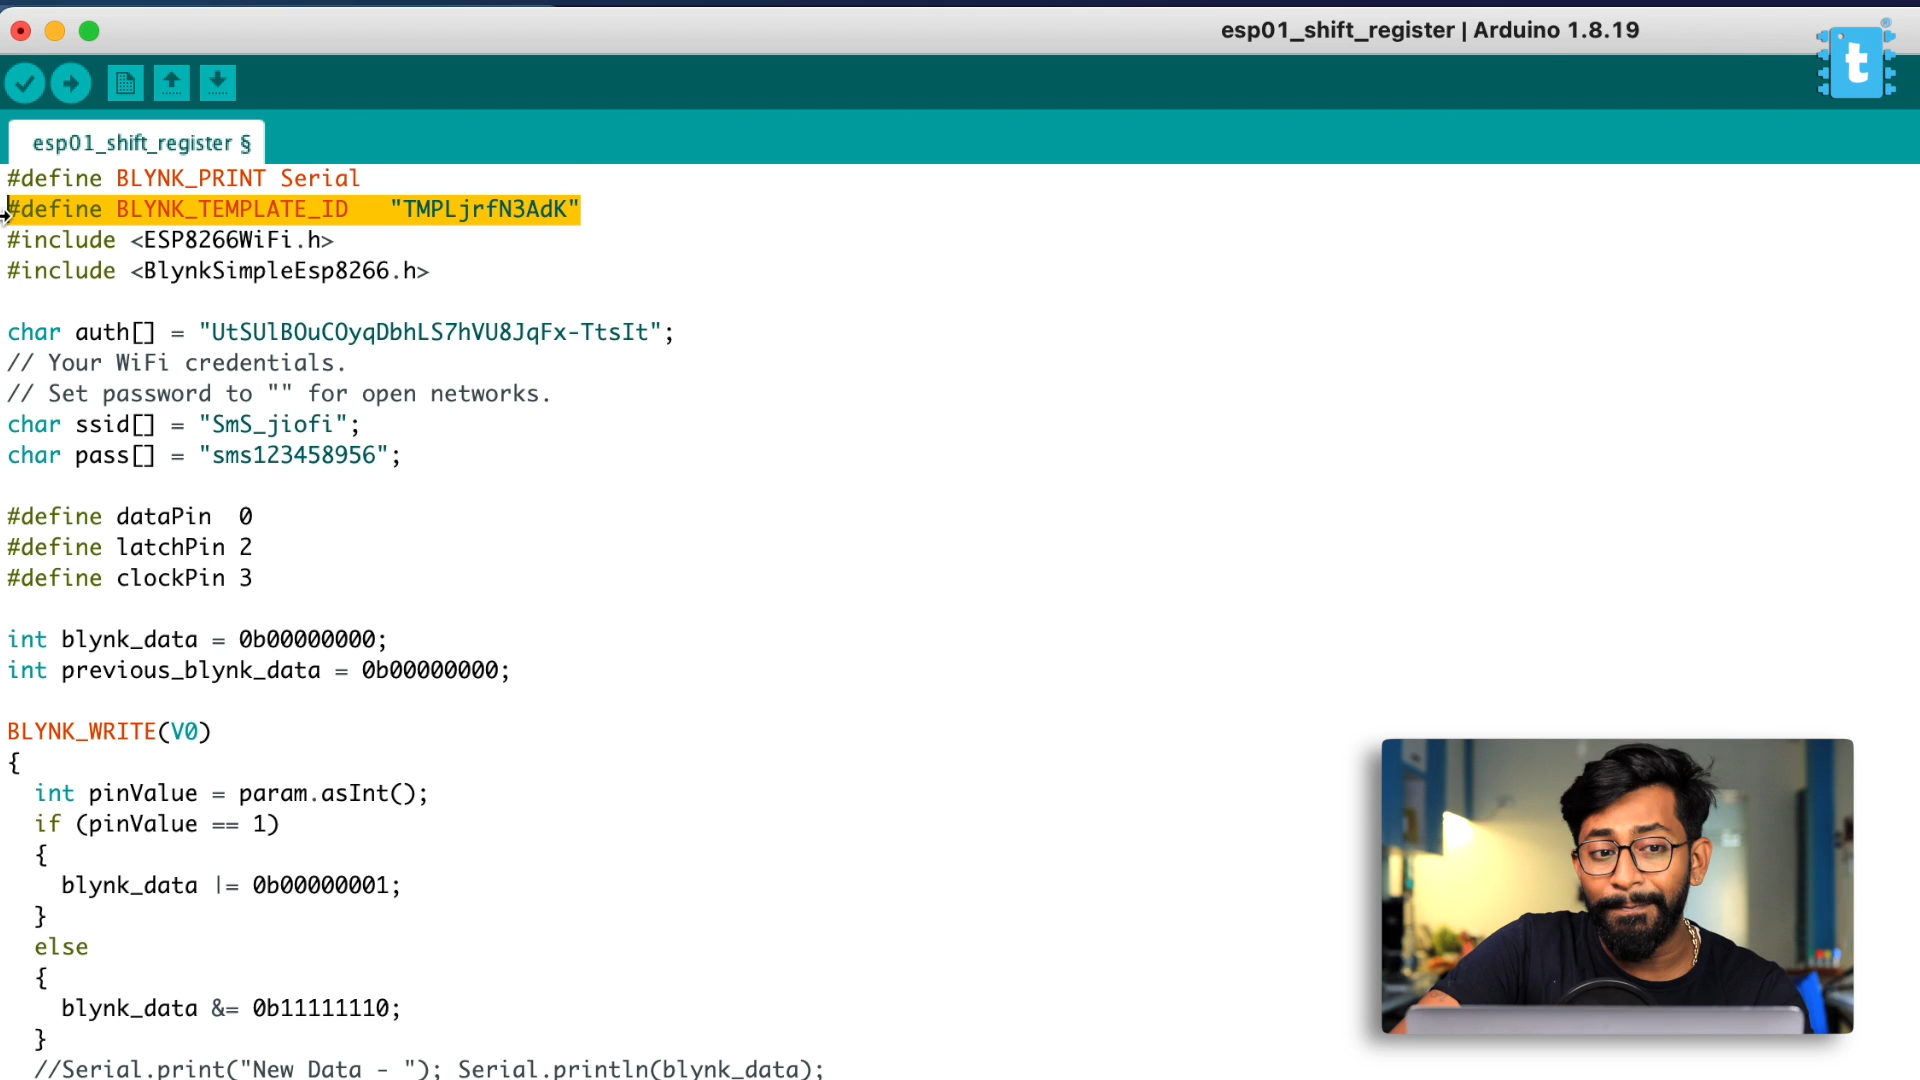 esp01_shift_register | Arduino 1.8.19
t
esp01_shift_register §
#define BLYNK_PRINT Serial
#define BLYNK_TEMPLATE_ID   "TMPLjrfN3AdK"
#include <ESP8266WiFi.h>
#include <BlynkSimpleEsp8266.h>
char auth[] = "UtSUlBOuCOyqDbhLS7hVU8JqFx-TtsIt";
// Your WiFi credentials.
// Set password to "" for open networks.
char ssid[] = "SmS_jiofi";
char pass[] = "sms123458956";
#define dataPin  0
#define latchPin 2
#define clockPin 3
int blynk_data = 0b00000000;
int previous_blynk_data = 0b00000000;
BLYNK_WRITE(V0)
{
  int pinValue = param.asInt();
  if (pinValue == 1)
  {
    blynk_data |= 0b00000001;
  }
  else
  {
    blynk_data &= 0b11111110;
  }
  //Serial.print("New Data - "); Serial.println(blynk_data);